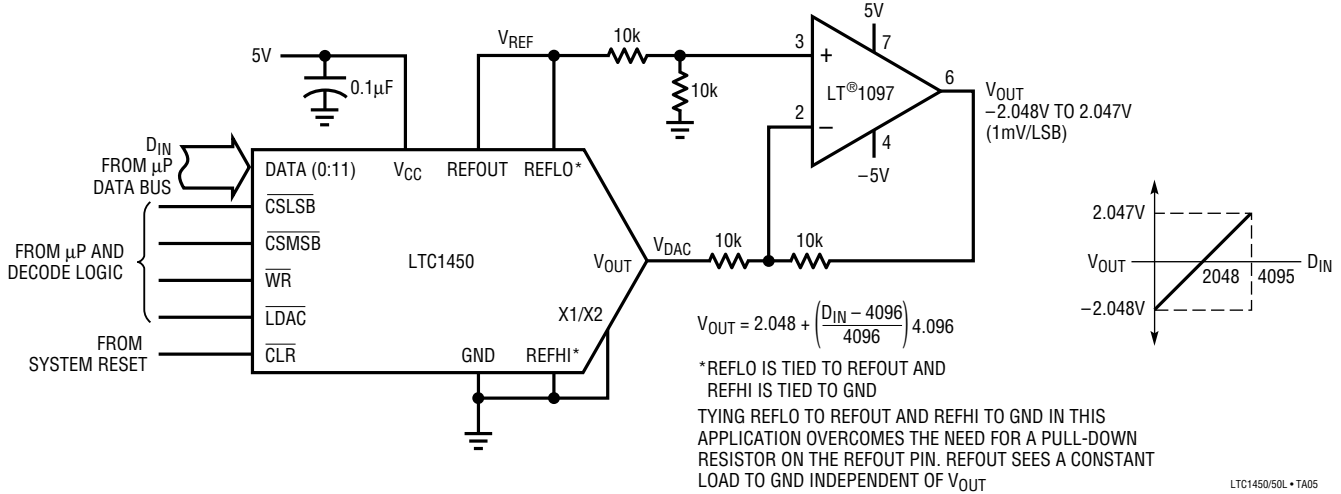 5V
0.1µF
V_REF
10k
10k
3
+
2
−
5V
7
LT®1097
4
−5V
6
V_OUT
−2.048V TO 2.047V
(1mV/LSB)
D_IN
FROM µP
DATA BUS
FROM µP AND
DECODE LOGIC
FROM
SYSTEM RESET
DATA (0:11)
V_CC
REFOUT
REFLO*
CSLSB
CSMSB
WR
LDAC
CLR
LTC1450
V_OUT
X1/X2
GND
REFHI*
V_DAC
10k
10k
V_OUT = 2.048 + (D_IN – 4096 / 4096) 4.096
*REFLO IS TIED TO REFOUT AND
REFHI IS TIED TO GND
TYING REFLO TO REFOUT AND REFHI TO GND IN THIS
APPLICATION OVERCOMES THE NEED FOR A PULL-DOWN
RESISTOR ON THE REFOUT PIN. REFOUT SEES A CONSTANT
LOAD TO GND INDEPENDENT OF V_OUT
2.047V
V_OUT
−2.048V
2048
4095
D_IN
LTC1450/50L • TA05